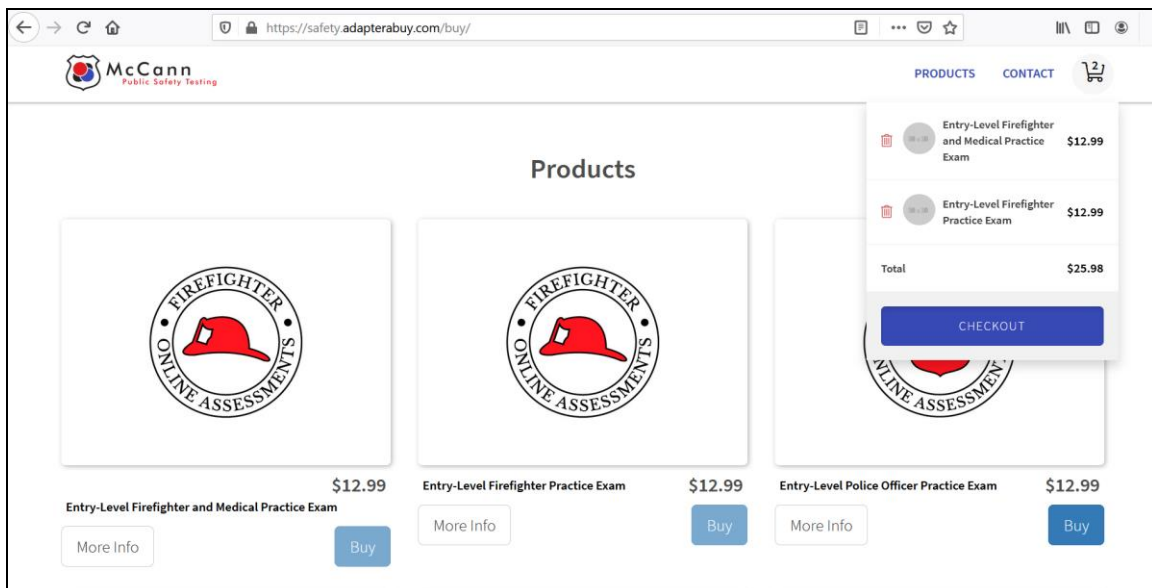 https://safety.adapterabuy.com/buy/
McCann
Public Safety Testing
PRODUCTS CONTACT 2
Entry-Level Firefighter
and Medical Practice
Exam
$12.99
Entry-Level Firefighter
Practice Exam
$12.99
Total $25.98
CHECKOUT
Products
FIREFIGHTER
ONLINE ASSESSMENTS
FIREFIGHTER
ONLINE ASSESSMENTS
ASSESSMEN
$12.99
Entry-Level Firefighter and Medical Practice Exam
More Info Buy
Entry-Level Firefighter Practice Exam $12.99
More Info Buy
Entry-Level Police Officer Practice Exam $12.99
More Info Buy